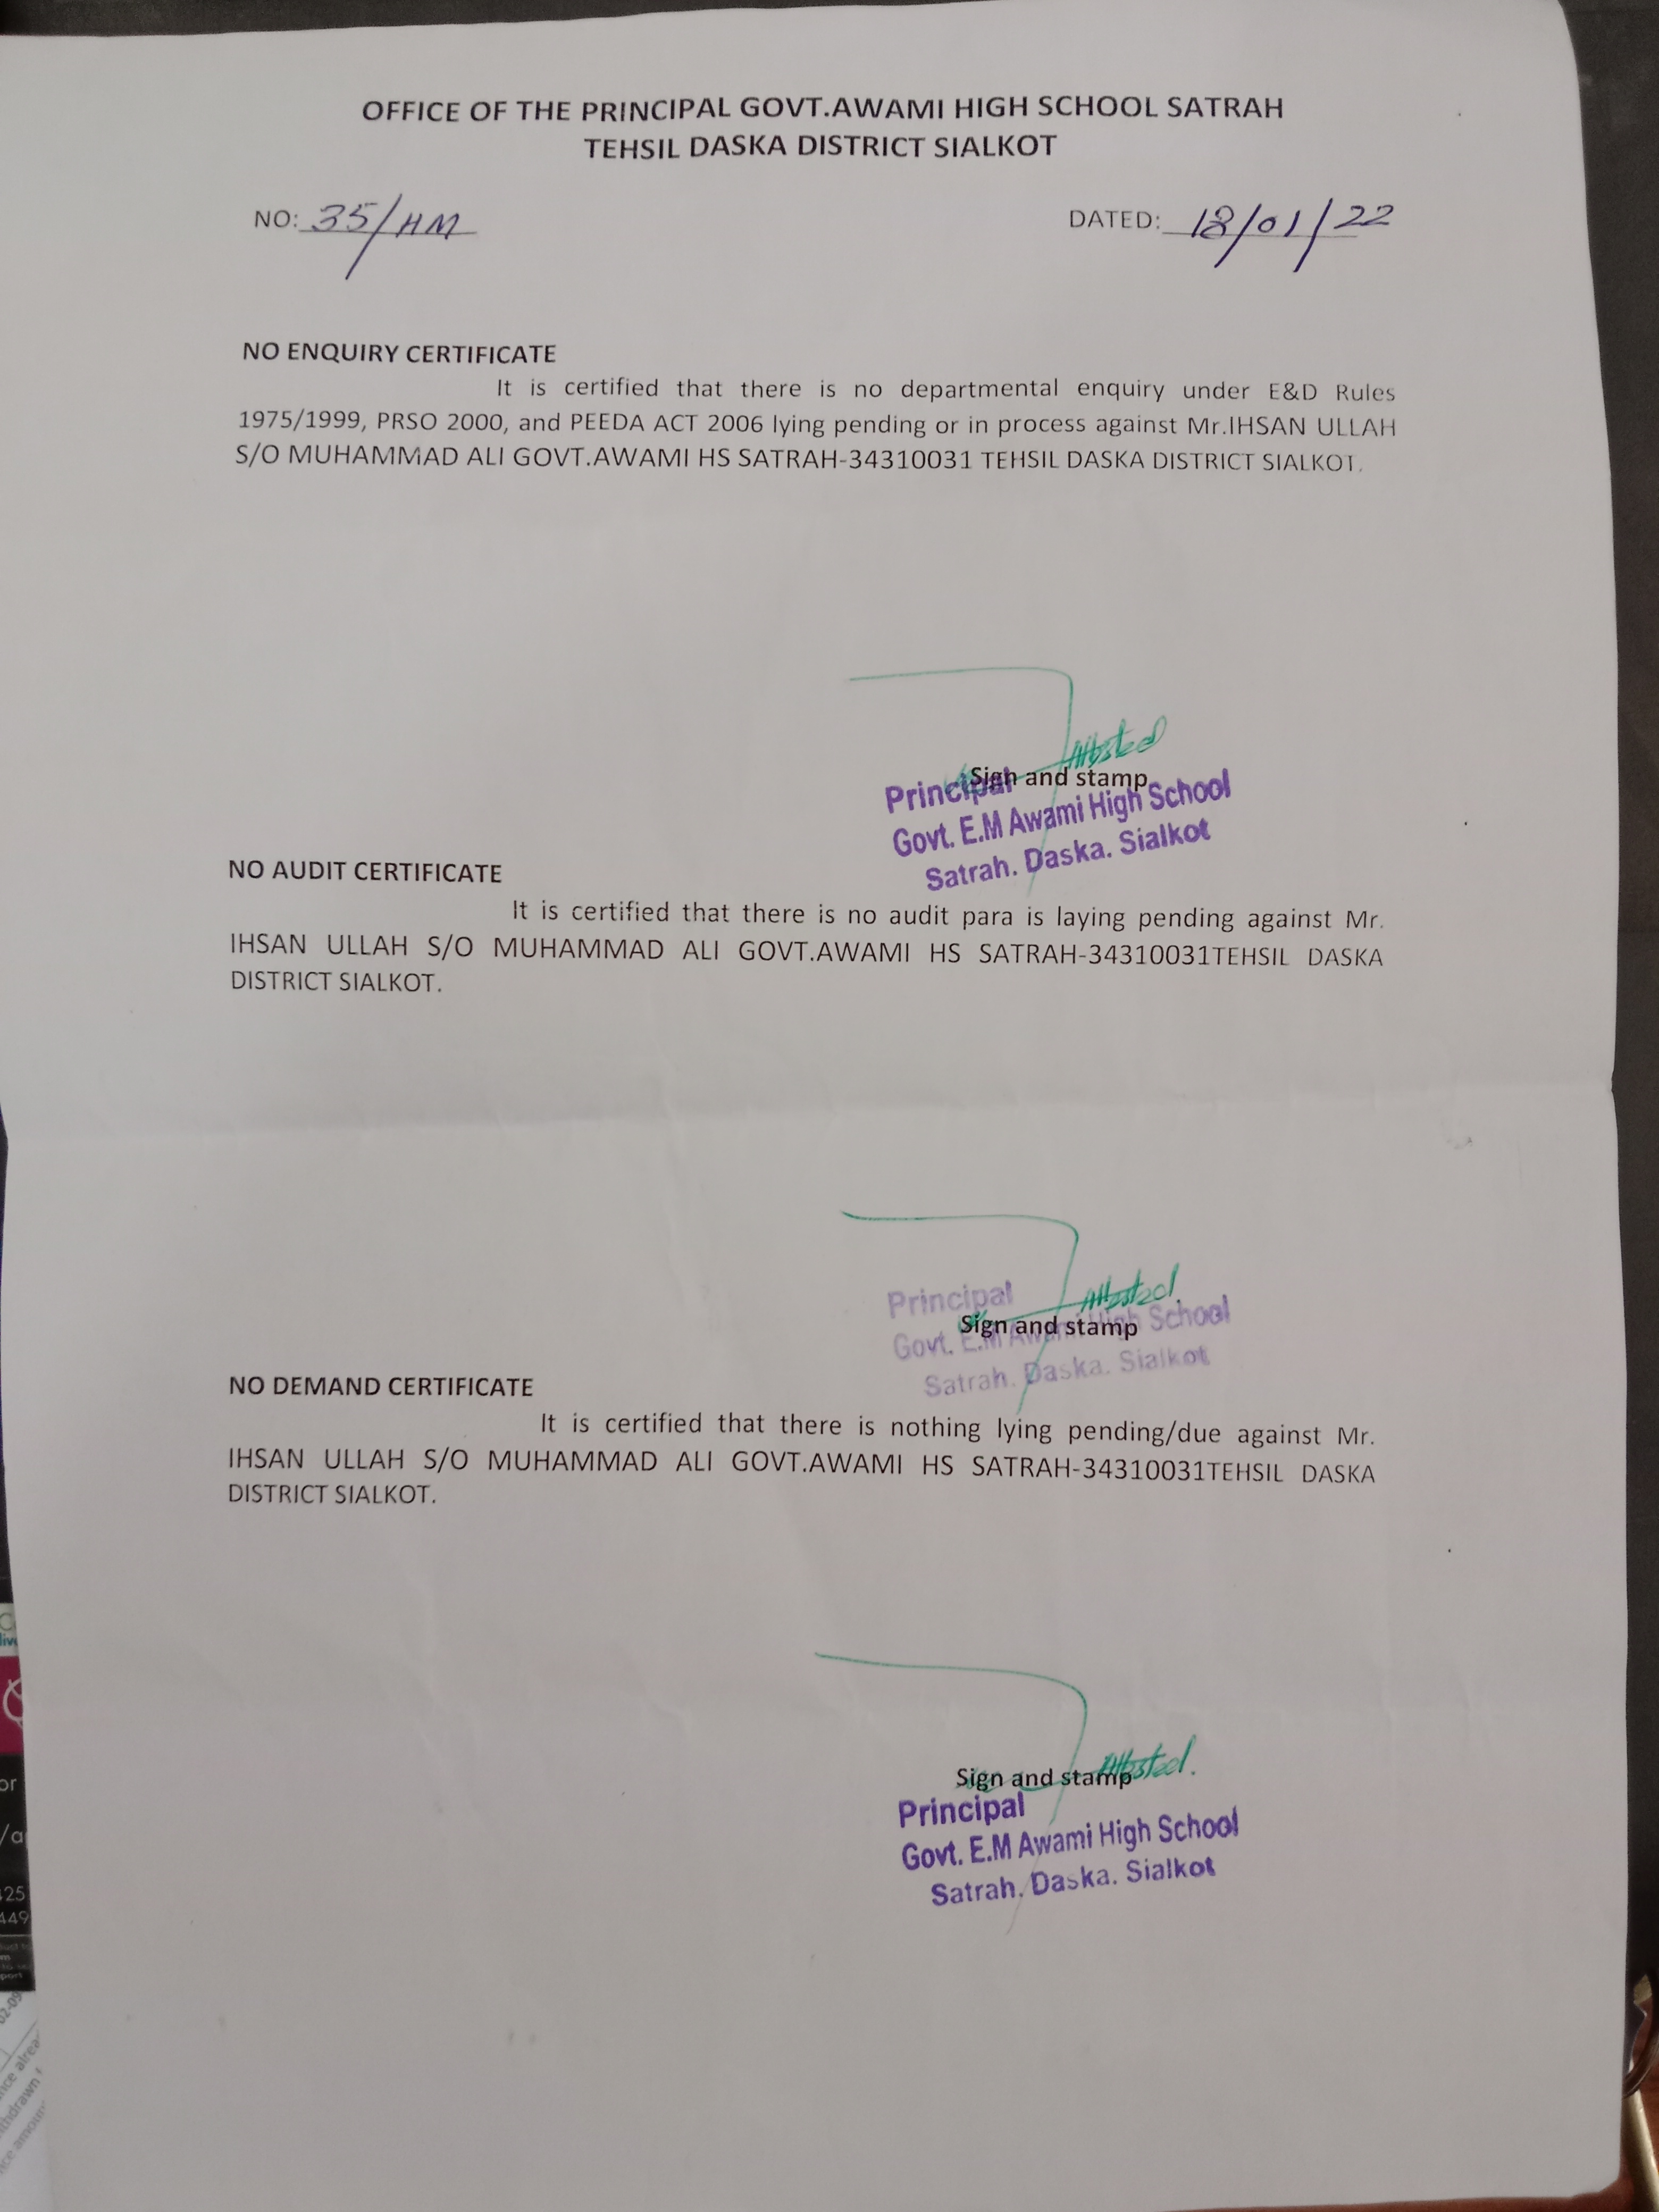 OFFICE OF THE PRINCIPAL GOVT.AWAMI HIGH SCHOOL SATRAH
TEHSIL DASKA DISTRICT SIALKOT
NO: 35/HM DATED: 18/01/22
NO ENQUIRY CERTIFICATE
It is certified that there is no departmental enquiry under E&D Rules
1975/1999, PRSO 2000, and PEEDA ACT 2006 lying pending or in process against Mr.IHSAN ULLAH
S/O MUHAMMAD ALI GOVT.AWAMI HS SATRAH-34310031 TEHSIL DASKA DISTRICT SIALKOT.
Attested
Sign and stamp
Principal
Govt. E.M Awami High School
Satrah. Daska. Sialkot
NO AUDIT CERTIFICATE
It is certified that there is no audit para is laying pending against Mr.
IHSAN ULLAH S/O MUHAMMAD ALI GOVT.AWAMI HS SATRAH-34310031TEHSIL DASKA
DISTRICT SIALKOT.
Attested
Principal
Sign and stamp
Govt. E.M Awami High School
Satrah. Daska. Sialkot
NO DEMAND CERTIFICATE
It is certified that there is nothing lying pending/due against Mr.
IHSAN ULLAH S/O MUHAMMAD ALI GOVT.AWAMI HS SATRAH-34310031TEHSIL DASKA
DISTRICT SIALKOT.
Attested.
Sign and stamp
Principal
Govt. E.M Awami High School
Satrah. Daska. Sialkot